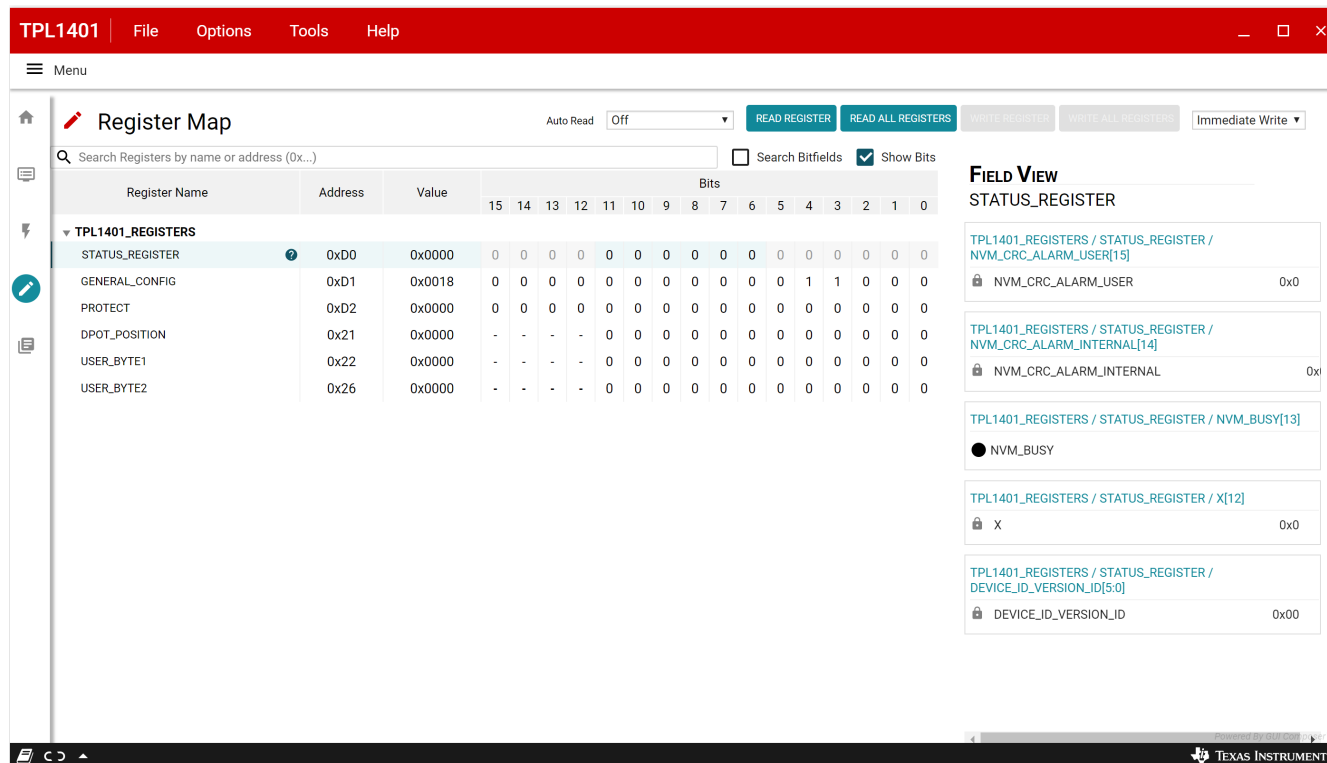 TPL1401 File Options Tools Help
Menu
Register Map Auto Read Off READ REGISTER READ ALL REGISTERS WRITE REGISTER WRITE ALL REGISTERS Immediate Write
Search Registers by name or address (0x...) Search Bitfields Show Bits
Register Name Address Value Bits
15 14 13 12 11 10 9 8 7 6 5 4 3 2 1 0
TPL1401_REGISTERS
STATUS_REGISTER ? 0xD0 0x0000 0 0 0 0 0 0 0 0 0 0 0 0 0 0 0 0
GENERAL_CONFIG 0xD1 0x0018 0 0 0 0 0 0 0 0 0 0 0 1 1 0 0 0
PROTECT 0xD2 0x0000 0 0 0 0 0 0 0 0 0 0 0 0 0 0 0 0
DPOT_POSITION 0x21 0x0000 - - - - 0 0 0 0 0 0 0 0 0 0 0 0
USER_BYTE1 0x22 0x0000 - - - - 0 0 0 0 0 0 0 0 0 0 0 0
USER_BYTE2 0x26 0x0000 - - - - 0 0 0 0 0 0 0 0 0 0 0 0
FIELD VIEW
STATUS_REGISTER
TPL1401_REGISTERS / STATUS_REGISTER /
NVM_CRC_ALARM_USER[15]
NVM_CRC_ALARM_USER 0x0
TPL1401_REGISTERS / STATUS_REGISTER /
NVM_CRC_ALARM_INTERNAL[14]
NVM_CRC_ALARM_INTERNAL
TPL1401_REGISTERS / STATUS_REGISTER / NVM_BUSY[13]
NVM_BUSY
TPL1401_REGISTERS / STATUS_REGISTER / X[12]
X 0x0
TPL1401_REGISTERS / STATUS_REGISTER /
DEVICE_ID_VERSION_ID[5:0]
DEVICE_ID_VERSION_ID 0x00
Powered By GUI Composer
TEXAS INSTRUMENT